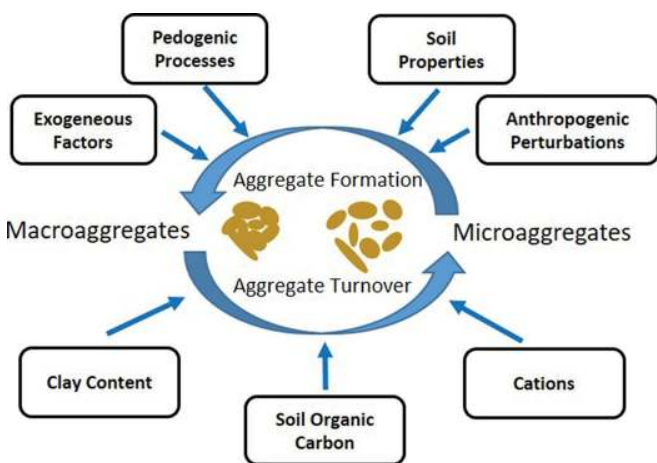 Pedogenic
Processes
Soil
Properties
Exogeneous
Factors
Anthropogenic
Perturbations
Aggregate Formation
Macroaggregates
Microaggregates
Aggregate Turnover
Clay Content
Soil Organic
Carbon
Cations